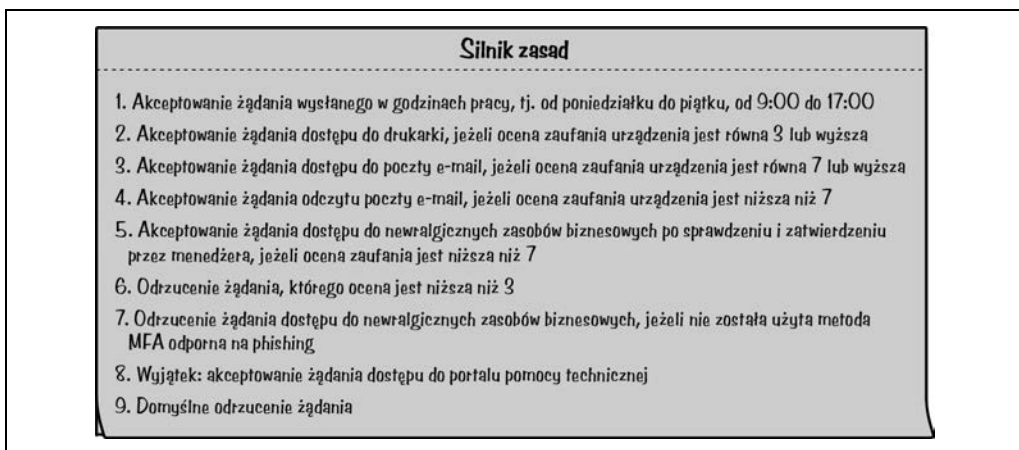 Silnik zasad
1. Akceptowanie żądania wysłanego w godzinach pracy, tj. od poniedziałku do piątku, od 9:00 do 17:00
2. Akceptowanie żądania dostępu do drukarki, jeżeli ocena zaufania urządzenia jest równa 3 lub wyższa
3. Akceptowanie żądania dostępu do poczty e-mail, jeżeli ocena zaufania urządzenia jest równa 7 lub wyższa
4. Akceptowanie żądania odczytu poczty e-mail, jeżeli ocena zaufania urządzenia jest niższa niż 7
5. Akceptowanie żądania dostępu do newralgicznych zasobów biznesowych po sprawdzeniu i zatwierdzeniu
przez menedżera, jeżeli ocena zaufania jest niższa niż 7
6. Odrzucenie żądania, którego ocena jest niższa niż 3
7. Odrzucenie żądania dostępu do newralgicznych zasobów biznesowych, jeżeli nie została użyta metoda
MFA odporna na phishing
8. Wyjątek: akceptowanie żądania dostępu do portalu pomocy technicznej
9. Domyślne odrzucenie żądania